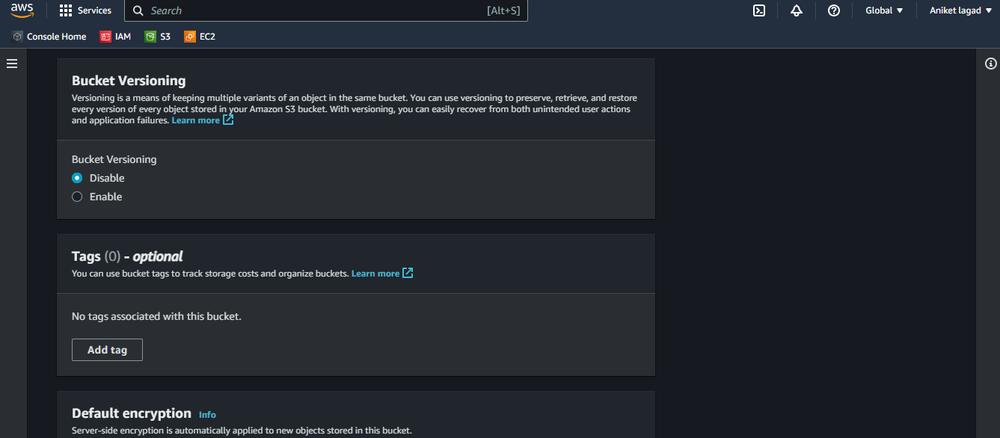 aws
Services
Search
[Alt+S]
Global
Aniket lagad
Console Home
IAM
S3
EC2
Bucket Versioning
Versioning is a means of keeping multiple variants of an object in the same bucket. You can use versioning to preserve, retrieve, and restore
every version of every object stored in your Amazon S3 bucket. With versioning, you can easily recover from both unintended user actions
and application failures. Learn more
Bucket Versioning
Disable
Enable
Tags (0) - optional
You can use bucket tags to track storage costs and organize buckets. Learn more
No tags associated with this bucket.
Add tag
Default encryption Info
Server-side encryption is automatically applied to new objects stored in this bucket.